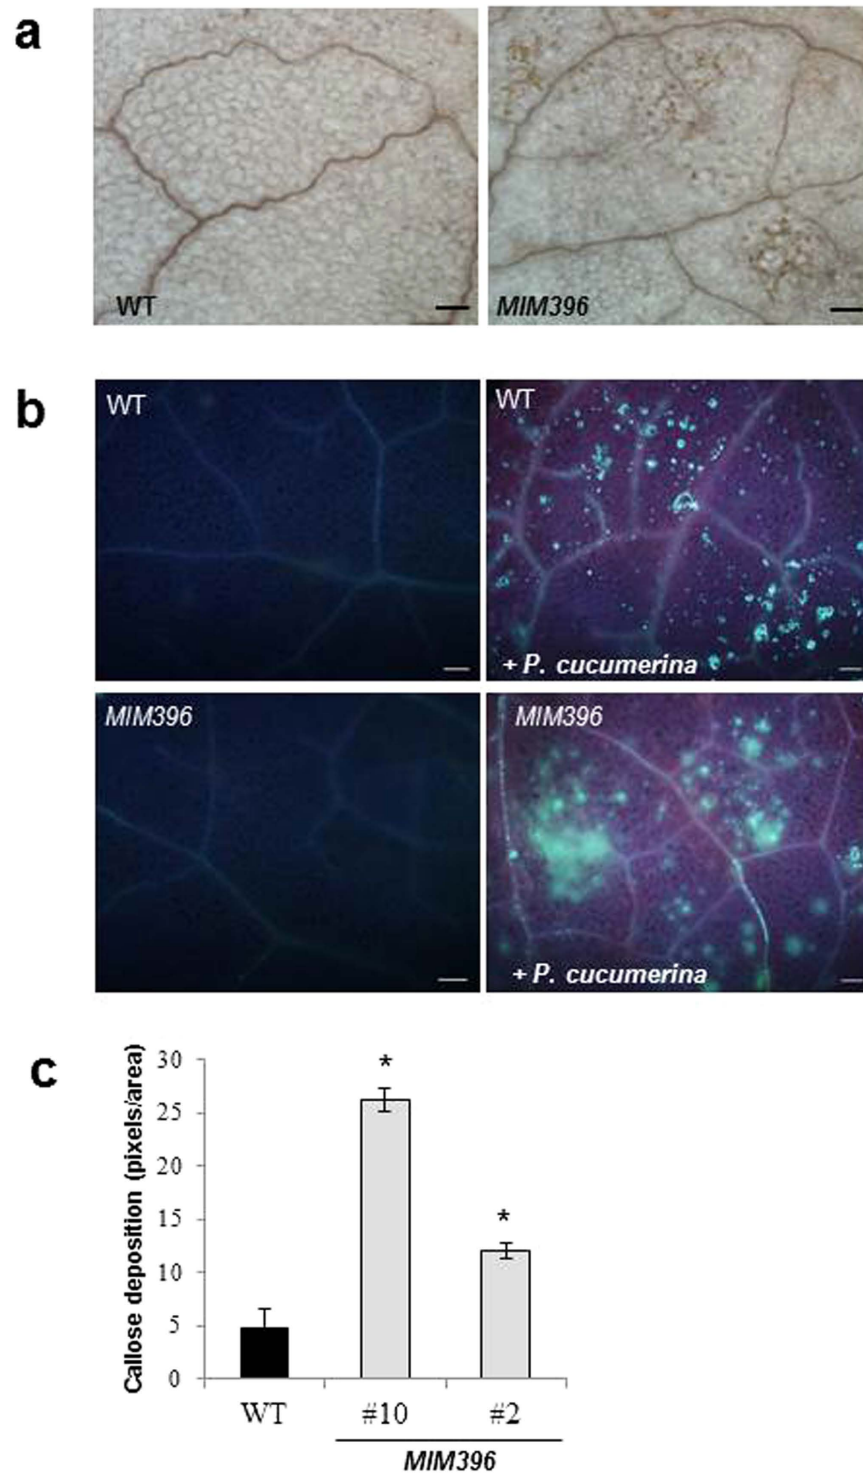 a
WT
MIM396
b
WT
WT
+ P. cucumerina
MIM396
MIM396
+ P. cucumerina
c
Callose deposition (pixels/area)
30
25
20
15
10
5
0
*
*
WT
#10
#2
MIM396